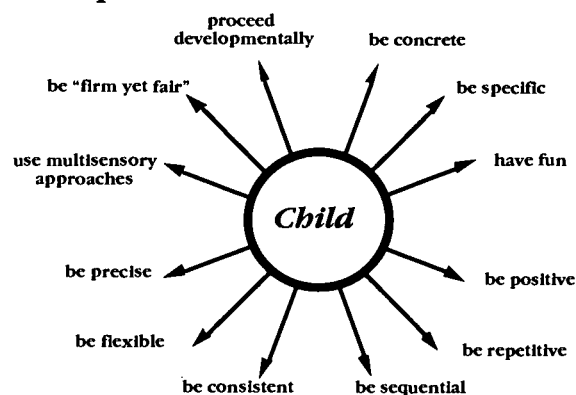 proceed
developmentally
be concrete
be "firm yet fair"
be specific
use multisensory
approaches
have fun
Child
be precise
be positive
be flexible
be repetitive
be consistent
be sequential